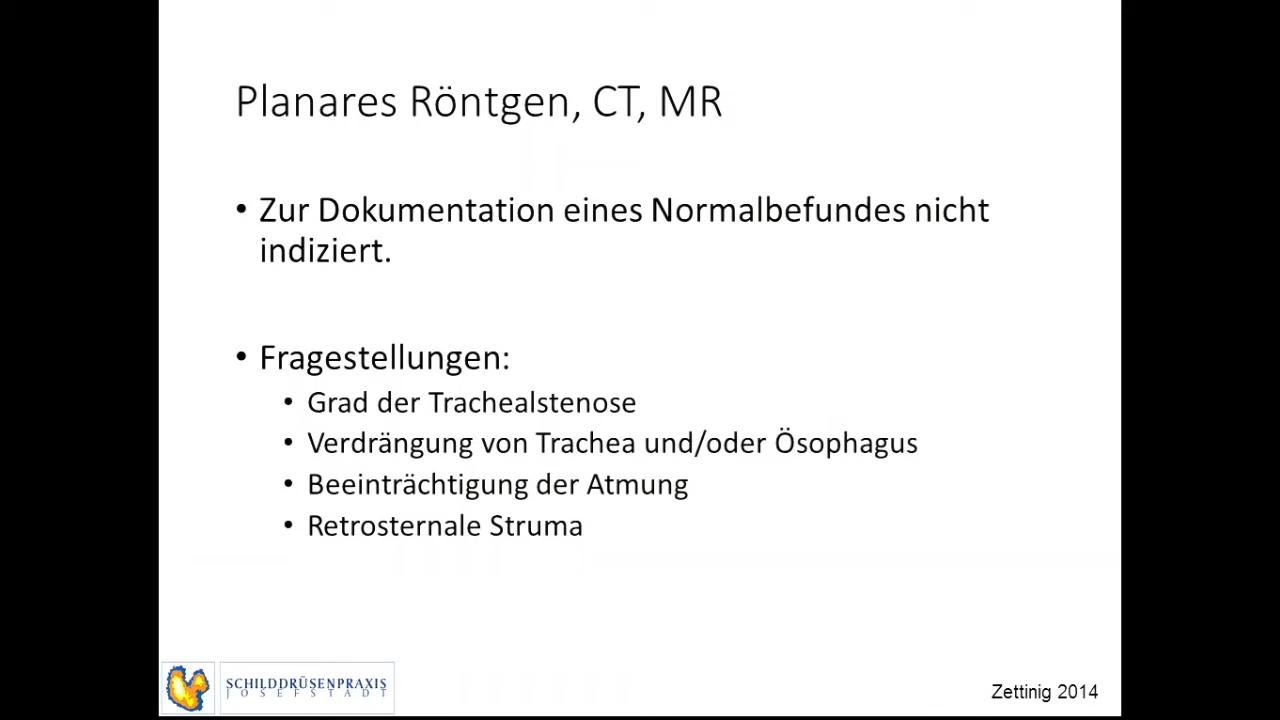 Planares Röntgen, CT, MR
• Zur Dokumentation eines Normalbefundes nicht
indiziert.
• Fragestellungen:
• Grad der Trachealstenose
• Verdrängung von Trachea und/oder Ösophagus
• Beeinträchtigung der Atmung
• Retrosternale Struma
SCHILDDRÜSENPRAXIS
JOSEFSTADT
Zettinig 2014